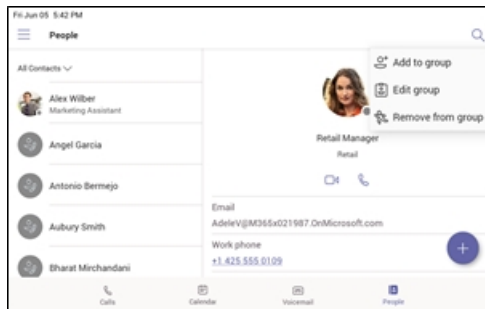 Fri Jun 05 5:42 PM
People
All Contacts
Alex Wilber
Marketing Assistant
Angel Garcia
Antonio Bermejo
Aubury Smith
Bharat Mirchandani
Add to group
Edit group
Remove from group
Retail Manager
Retail
Email
AdeleV@M365x021987.OnMicrosoft.com
Work phone
+1 425 555 0109
Calls
Calendar
Voicemail
People